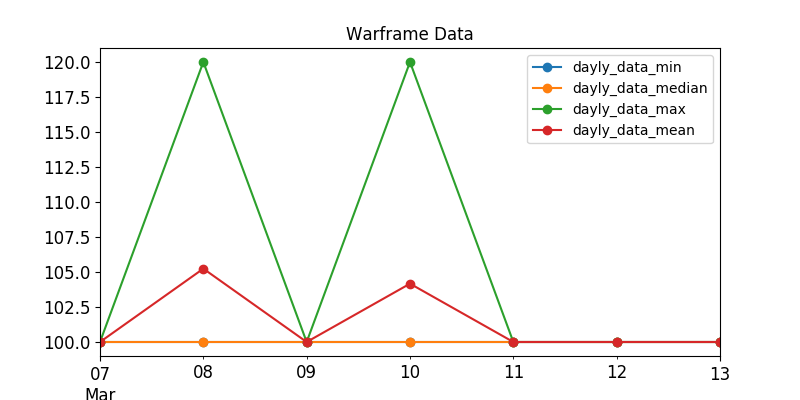 Warframe Data
120.0
117.5
115.0
112.5
110.0
107.5
105.0
102.5
100.0
dayly_data_min
dayly_data_median
dayly_data_max
dayly_data_mean
07 08 09 10 11 12 13
Mar